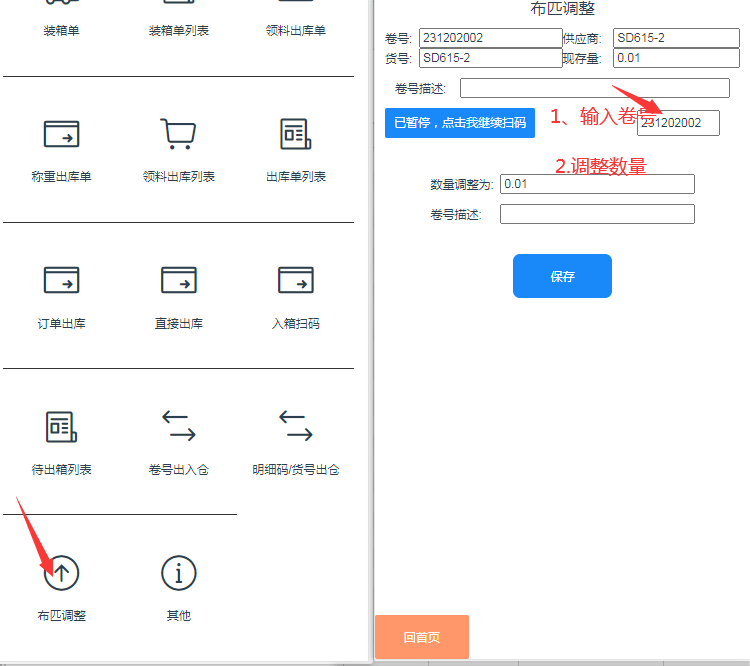 装箱单 装箱单列表 领料出库单
称重出库单 领料出库列表 出库单列表
订单出库 直接出库 入箱扫码
待出箱列表 卷号出入仓 明细码/货号出仓
布匹调整 其他
布匹调整
卷号: 231202002 供应商: SD615-2
货号: SD615-2 现存量: 0.01
卷号描述:
已暂停，点击我继续扫码 1、输入卷号 231202002
2.调整数量
数量调整为: 0.01
卷号描述:
保存
回首页